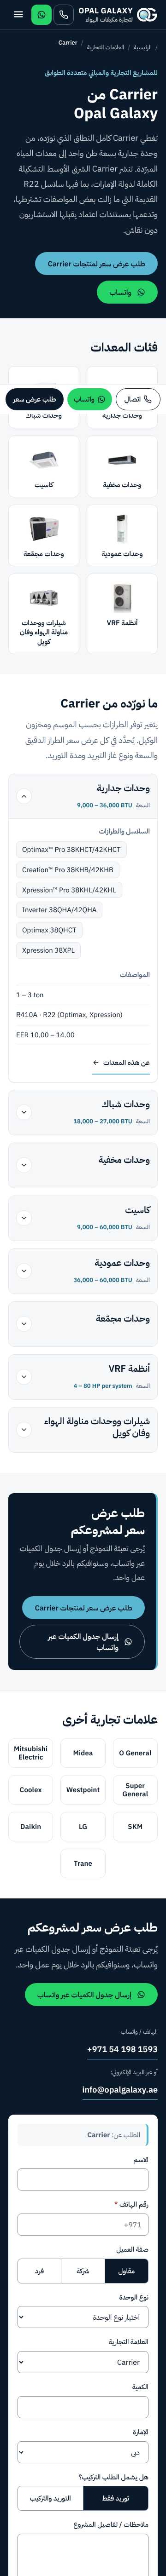 OPAL GALAXY
لتجارة مكيفات الهواء
الرئيسية / العلامات التجارية / Carrier
للمشاريع التجارية والمباني متعددة الطوابق
Carrier من
Opal Galaxy
تغطي Carrier كامل النطاق الذي نورّده، من
وحدة جدارية بسعة طن واحد إلى معدات المياه
المبرّدة. تنشر Carrier الشرق الأوسط السلاسل
الموجودة لدولة الإمارات، بما فيها سلاسل R22
القديمة التي ما زالت بعض المواصفات تشترطها،
وتدعمها بمستندات اعتماد يقبلها الاستشاريون
دون نقاش.
طلب عرض سعر لمنتجات Carrier
واتساب
فئات المعدات
اتصال
واتساب
طلب عرض سعر
وحدات جدارية
وحدات شباك
وحدات مخفية
كاسيت
وحدات عمودية
وحدات مجمّعة
أنظمة VRF
شيلرات ووحدات
مناولة الهواء وفان
كويل
ما نورّده من Carrier
يتغير توفر الطرازات بحسب الموسم ومخزون
الموزع. يُحدَّد في كل عرض سعر الطراز الدقيق
والسعة ونوع غاز التبريد ومدة التوريد.
وحدات جدارية
السعة 9,000 – 36,000 BTU
السلاسل والطرازات
Optimax™ Pro 38KHCT/42KHCT
Creation™ Pro 38KHB/42KHB
Xpression™ Pro 38KHL/42KHL
Inverter 38QHA/42QHA
Optimax 38QHCT
Xpression 38XPL
المواصفات
1 – 3 ton
R410A · R22 (Optimax, Xpression)
EER 10.00 – 14.00
عن هذه المعدات ←
وحدات شباك
السعة 18,000 – 27,000 BTU
وحدات مخفية
كاسيت
السعة 9,000 – 60,000 BTU
وحدات عمودية
السعة 36,000 – 60,000 BTU
وحدات مجمّعة
أنظمة VRF
السعة 4 – 80 HP per system
شيلرات ووحدات مناولة الهواء
وفان كويل
طلب عرض
سعر لمشروعكم
يُرجى تعبئة النموذج أو إرسال جدول الكميات
عبر واتساب، وسنوافيكم بالرد خلال يوم
عمل واحد.
طلب عرض سعر لمنتجات Carrier
إرسال جدول الكميات عبر
واتساب
علامات تجارية أخرى
O General
Midea
Mitsubishi
Electric
Super
General
Westpoint
Coolex
SKM
LG
Daikin
Trane
طلب عرض سعر لمشروعكم
يُرجى تعبئة النموذج أو إرسال جدول الكميات عبر
واتساب، وسنوافيكم بالرد خلال يوم عمل واحد.
إرسال جدول الكميات عبر واتساب
الهاتف / واتساب
+971 54 198 1593
أو عبر البريد الإلكتروني:
info@opalgalaxy.ae
الطلب عن: Carrier
الاسم
رقم الهاتف *
+971
صفة العميل
مقاول
شركة
فرد
نوع الوحدة
اختيار نوع الوحدة
العلامة التجارية
Carrier
الكمية
الإمارة
دبي
هل يشمل الطلب التركيب؟
توريد فقط
التوريد والتركيب
ملاحظات / تفاصيل المشروع